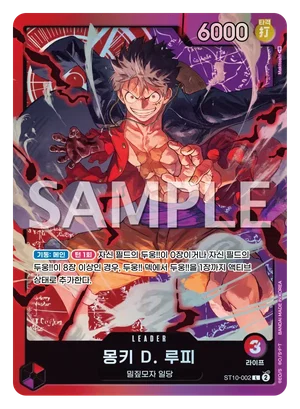 6000
打
SAMPLE
기동: 메인 턴 1회 자신 필드의 두웅!!이 0장이거나 자신 필드의
두웅!!이 8장 이상인 경우, 두웅!! 덱에서 두웅!!을 1장까지 액티브
상태로 추가한다.
LEADER
몽키 D. 루피
밀짚모자 일당
3
라이프
ST10-002 L 2